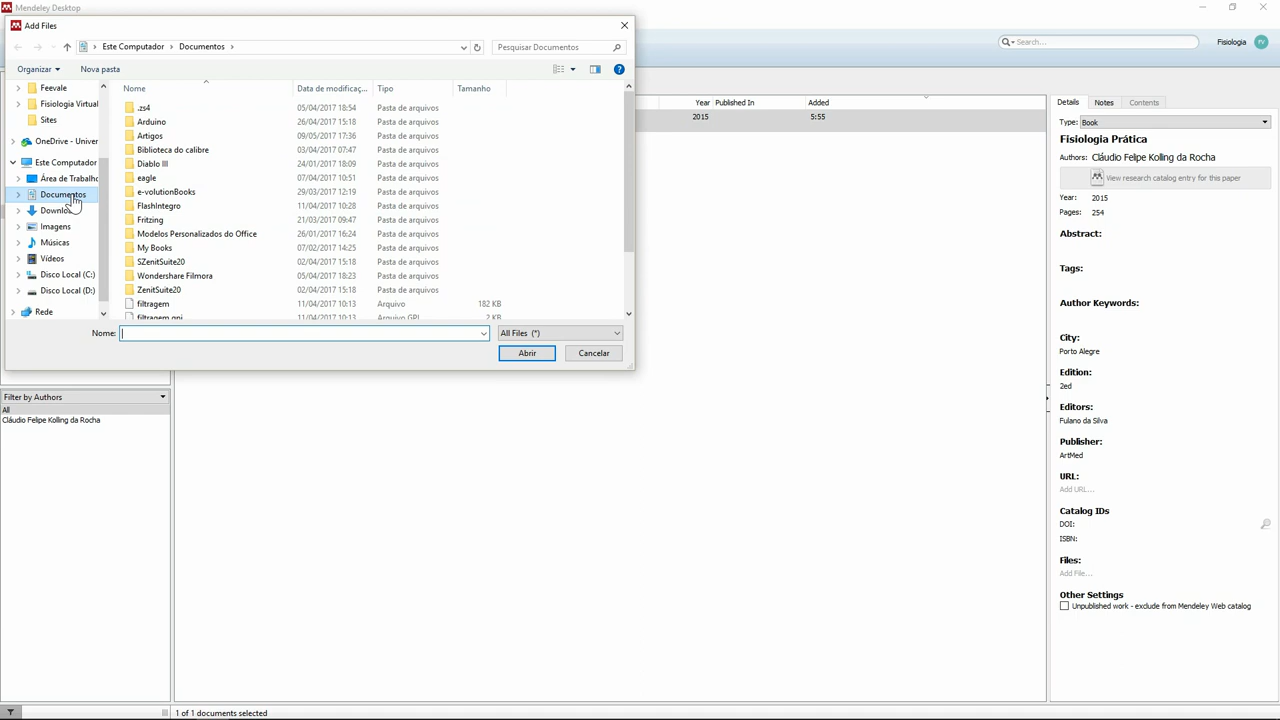 Mendeley Desktop
Add Files
Este Computador
Documentos
Pesquisar Documentos
Search...
Fisiologia
FV
Organizar
Nova pasta
Feevale
Fisiologia Virtual
Sites
OneDrive - Univer
Este Computador
Área de Trabalho
Documentos
Imagens
Músicas
Vídeos
Disco Local (C:)
Disco Local (D:)
Rede
Nome
Data de modificaç...
Tipo
Tamanho
.zs4 05/04/2017 18:54 Pasta de arquivos
Arduino 26/04/2017 15:18 Pasta de arquivos
Artigos 09/05/2017 17:36 Pasta de arquivos
Biblioteca do calibre 03/04/2017 07:47 Pasta de arquivos
Diablo III 24/01/2017 18:09 Pasta de arquivos
eagle 07/04/2017 10:51 Pasta de arquivos
e-volutionBooks 29/03/2017 12:19 Pasta de arquivos
FlashIntegro 11/04/2017 10:28 Pasta de arquivos
Fritzing 21/03/2017 09:47 Pasta de arquivos
Modelos Personalizados do Office 26/01/2017 16:24 Pasta de arquivos
My Books 07/02/2017 14:25 Pasta de arquivos
SZenitSuite20 02/04/2017 15:18 Pasta de arquivos
Wondershare Filmora 05/04/2017 18:23 Pasta de arquivos
ZenitSuite20 02/04/2017 15:18 Pasta de arquivos
filtragem 11/04/2017 10:13 Arquivo 182 KB
filtragem.gpi 11/04/2017 10:13 Arquivo GPI 2 KB
Nome:
All Files (*)
Abrir
Cancelar
Year Published In Added
2015 5:55
Filter by Authors
All
Cláudio Felipe Kolling da Rocha
1 of 1 documents selected
Details Notes Contents
Type: Book
Fisiologia Prática
Authors: Cláudio Felipe Kolling da Rocha
View research catalog entry for this paper
Year: 2015
Pages: 254
Abstract:
Tags:
Author Keywords:
City:
Porto Alegre
Edition:
2ed
Editors:
Fulano da Silva
Publisher:
ArtMed
URL:
Add URL...
Catalog IDs
DOI:
ISBN:
Files:
Add File...
Other Settings
Unpublished work - exclude from Mendeley Web catalog